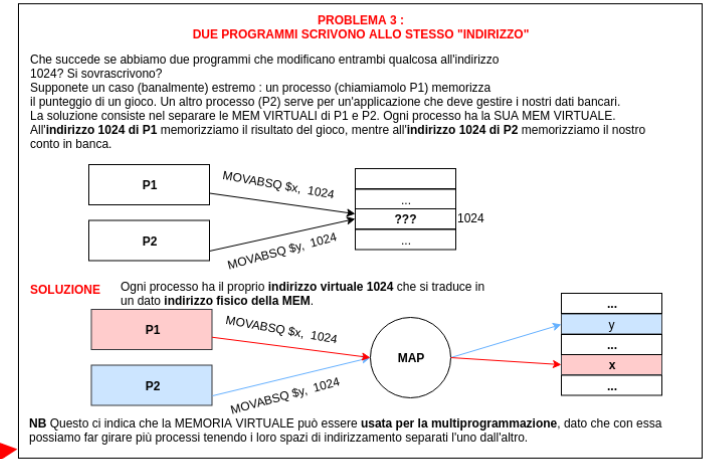 PROBLEMA 3 :
DUE PROGRAMMI SCRIVONO ALLO STESSO "INDIRIZZO"
Che succede se abbiamo due programmi che modificano entrambi qualcosa all'indirizzo
1024? Si sovrascrivono?
Supponete un caso (banalmente) estremo : un processo (chiamiamolo P1) memorizza
il punteggio di un gioco. Un altro processo (P2) serve per un'applicazione che deve gestire i nostri dati bancari.
La soluzione consiste nel separare le MEM VIRTUALI di P1 e P2. Ogni processo ha la SUA MEM VIRTUALE.
All'indirizzo 1024 di P1 memorizziamo il risultato del gioco, mentre all'indirizzo 1024 di P2 memorizziamo il nostro
conto in banca.
P1
MOVABSQ $x, 1024
...
???
1024
P2
MOVABSQ $y, 1024
...
SOLUZIONE
Ogni processo ha il proprio indirizzo virtuale 1024 che si traduce in
un dato indirizzo fisico della MEM.
P1
MOVABSQ $x, 1024
MAP
...
y
...
x
...
P2
MOVABSQ $y, 1024
NB Questo ci indica che la MEMORIA VIRTUALE può essere usata per la multiprogrammazione, dato che con essa
possiamo far girare più processi tenendo i loro spazi di indirizzamento separati l'uno dall'altro.